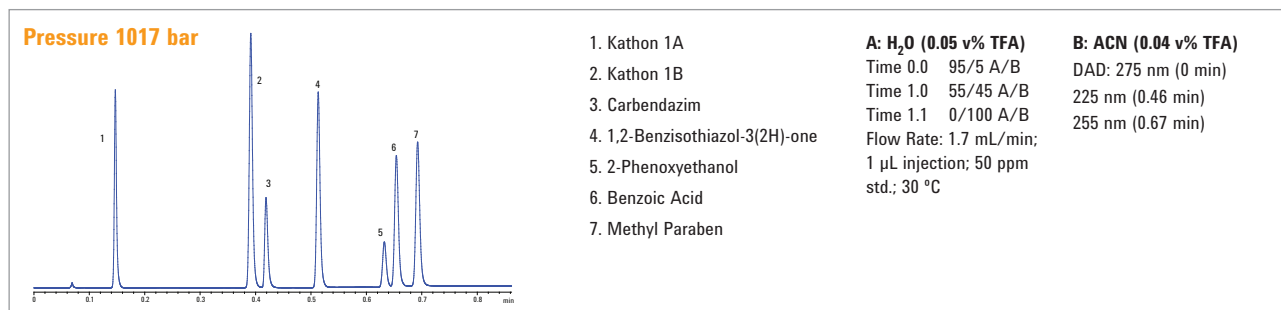 Pressure 1017 bar
1
2
3
4
5
6
7
0 0.1 0.2 0.3 0.4 0.5 0.6 0.7 0.8 min
1. Kathon 1A
2. Kathon 1B
3. Carbendazim
4. 1,2-Benzisothiazol-3(2H)-one
5. 2-Phenoxyethanol
6. Benzoic Acid
7. Methyl Paraben
A: H₂O (0.05 v% TFA)
Time 0.0 95/5 A/B
Time 1.0 55/45 A/B
Time 1.1 0/100 A/B
Flow Rate: 1.7 mL/min;
1 µL injection; 50 ppm
std.; 30 ºC
B: ACN (0.04 v% TFA)
DAD: 275 nm (0 min)
225 nm (0.46 min)
255 nm (0.67 min)